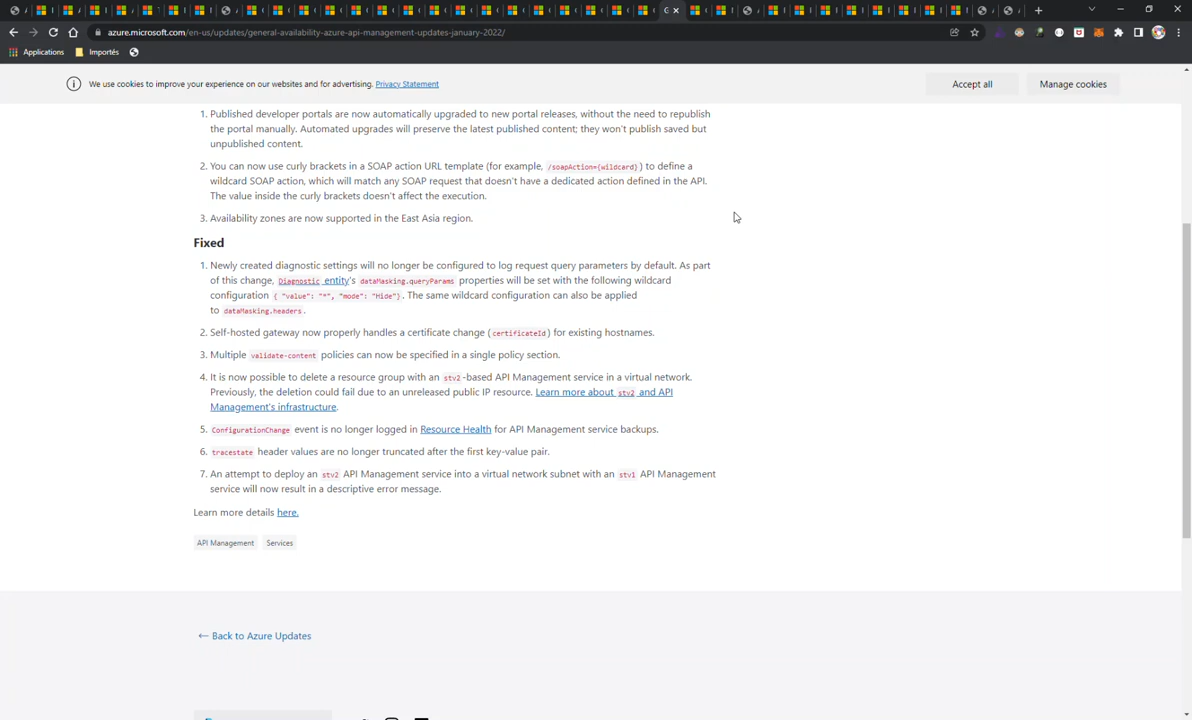 azure.microsoft.com/en-us/updates/general-availability-azure-api-management-updates-january-2022/
Applications Importés
We use cookies to improve your experience on our websites and for advertising. Privacy Statement Accept all Manage cookies
1. Published developer portals are now automatically upgraded to new portal releases, without the need to republish
the portal manually. Automated upgrades will preserve the latest published content; they won't publish saved but
unpublished content.
2. You can now use curly brackets in a SOAP action URL template (for example, /soapAction={wildcard}) to define a
wildcard SOAP action, which will match any SOAP request that doesn't have a dedicated action defined in the API.
The value inside the curly brackets doesn't affect the execution.
3. Availability zones are now supported in the East Asia region.
Fixed
1. Newly created diagnostic settings will no longer be configured to log request query parameters by default. As part
of this change, Diagnostic entity's dataMasking.queryParams properties will be set with the following wildcard
configuration { "value": "*", "mode": "Hide"}. The same wildcard configuration can also be applied
to dataMasking.headers.
2. Self-hosted gateway now properly handles a certificate change (certificateId) for existing hostnames.
3. Multiple validate-content policies can now be specified in a single policy section.
4. It is now possible to delete a resource group with an stv2-based API Management service in a virtual network.
Previously, the deletion could fail due to an unreleased public IP resource. Learn more about stv2 and API
Management's infrastructure.
5. ConfigurationChange event is no longer logged in Resource Health for API Management service backups.
6. tracestate header values are no longer truncated after the first key-value pair.
7. An attempt to deploy an stv2 API Management service into a virtual network subnet with an stv1 API Management
service will now result in a descriptive error message.
Learn more details here.
API Management Services
← Back to Azure Updates